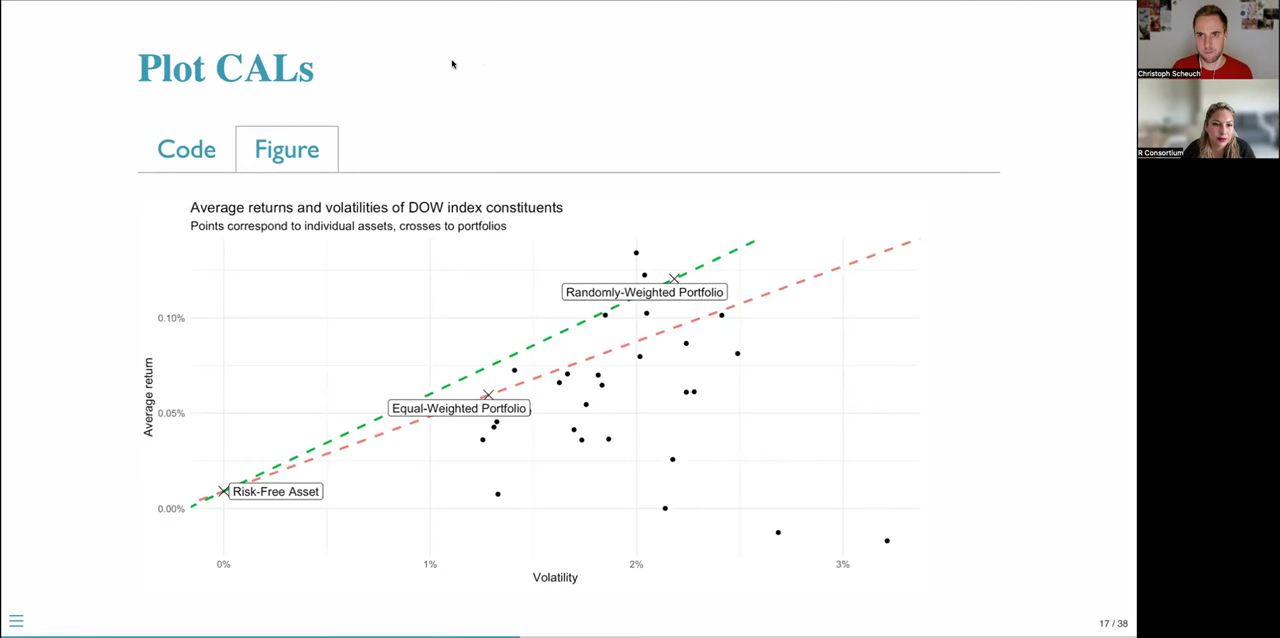 Plot CALs
Code
Figure
Average returns and volatilities of DOW index constituents
Points correspond to individual assets, crosses to portfolios
Randomly-Weighted Portfolio
Equal-Weighted Portfolio
Risk-Free Asset
Average return
0.10%
0.05%
0.00%
0%
1%
2%
3%
Volatility
17 / 38
Christoph Scheuch
R Consortium